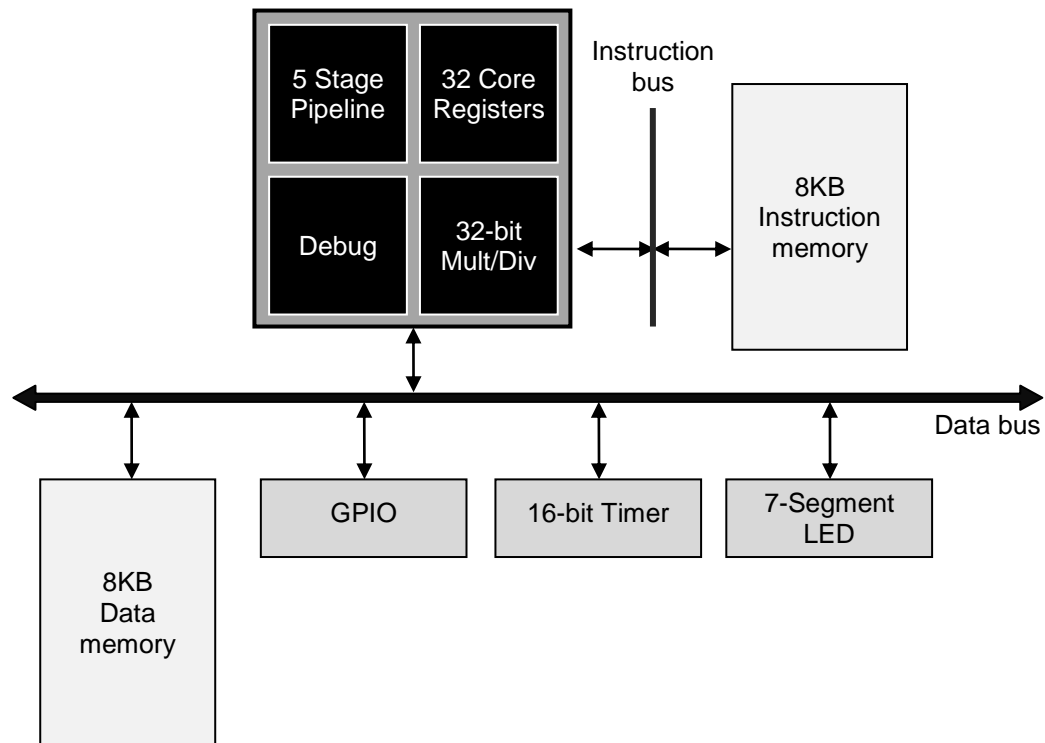 5 Stage
Pipeline
32 Core
Registers
Debug
32-bit
Mult/Div
Instruction
bus
8KB
Instruction
memory
Data bus
8KB
Data
memory
GPIO
16-bit Timer
7-Segment
LED